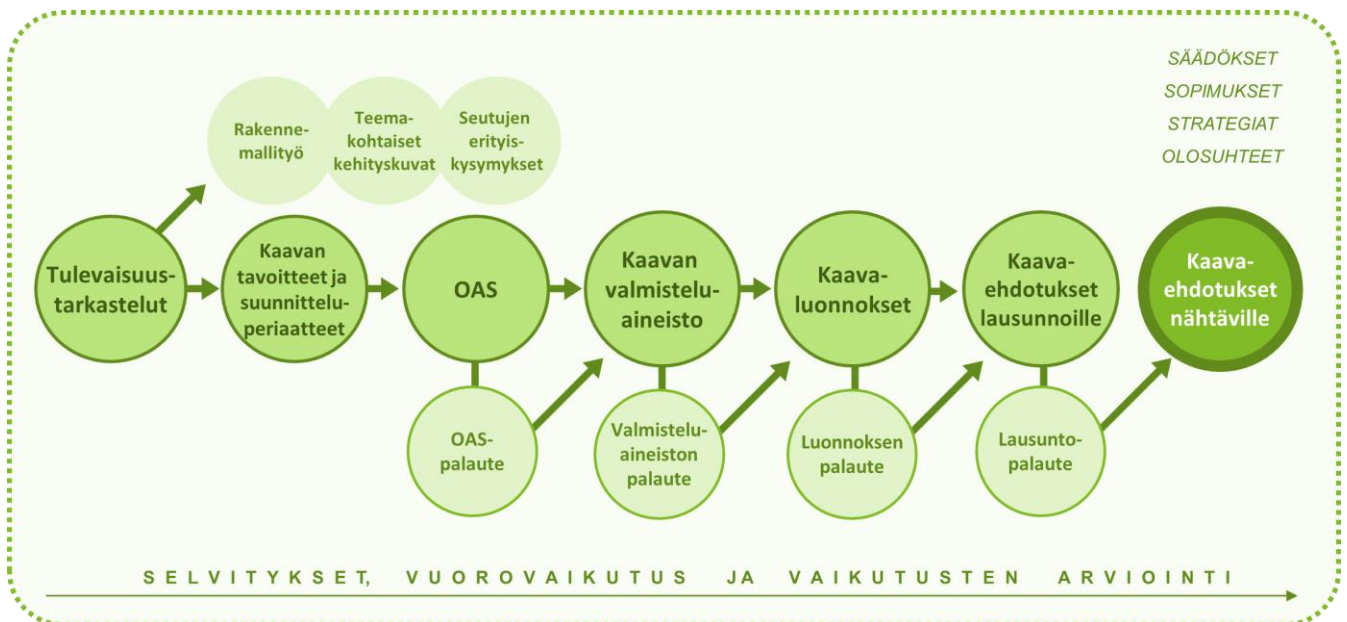 SÄÄDÖKSET
SOPIMUKSET
STRATEGIAT
OLOSUHTEET
Rakenne-
mallityö
Teema-
kohtaiset
kehityskuvat
Seutujen
erityis-
kysymykset
Tulevaisuus-
tarkastelut
Kaavan
tavoitteet ja
suunnittelu-
periaatteet
OAS
Kaavan
valmistelu-
aineisto
Kaava-
luonnokset
Kaava-
ehdotukset
lausunnoille
Kaava-
ehdotukset
nähtäville
OAS-
palaute
Valmistelu-
aineiston
palaute
Luonnoksen
palaute
Lausunto-
palaute
SELVITYKSET, VUOROVAIKUTUS JA VAIKUTUSTEN ARVIOINTI